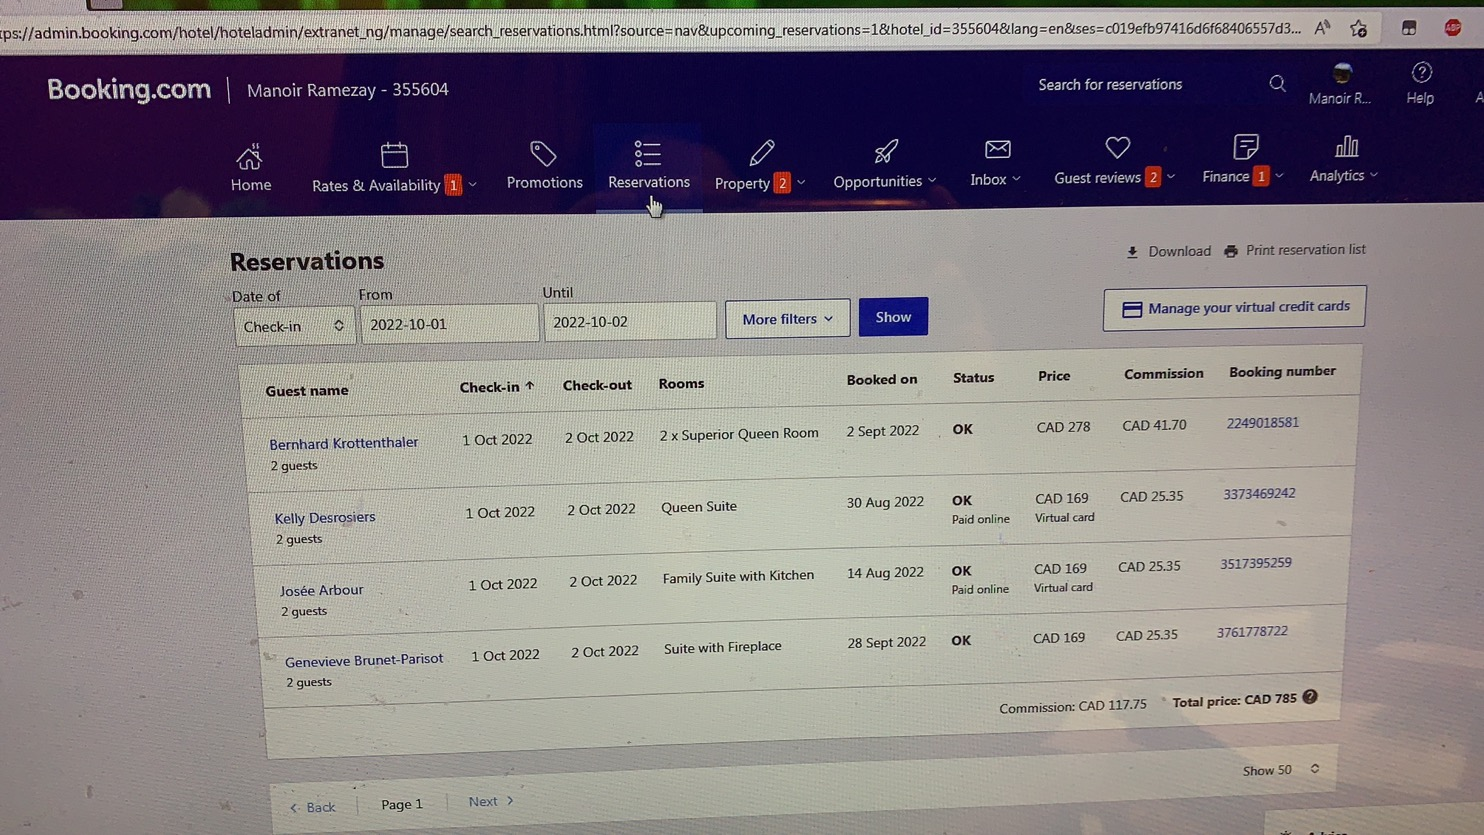 ps://admin.booking.com/hotel/hoteladmin/extranet_ng/manage/search_reservations.html?source=nav&upcoming_reservations=1&hotel_id=355604&lang=en&ses=c019efb97416d6f68406557d3...
Booking.com | Manoir Ramezay - 355604
Search for reservations
Manoir R...
Help
Home
Rates & Availability 1
Promotions
Reservations
Property 2
Opportunities
Inbox
Guest reviews 2
Finance 1
Analytics
Reservations
Download Print reservation list
Date of From Until
Check-in 2022-10-01 2022-10-02 More filters Show Manage your virtual credit cards
Guest name Check-in ↑ Check-out Rooms Booked on Status Price Commission Booking number
Bernhard Krottenthaler 1 Oct 2022 2 Oct 2022 2 x Superior Queen Room 2 Sept 2022 OK CAD 278 CAD 41.70 2249018581
2 guests
Kelly Desrosiers 1 Oct 2022 2 Oct 2022 Queen Suite 30 Aug 2022 OK CAD 169 CAD 25.35 3373469242
2 guests Paid online Virtual card
Josée Arbour 1 Oct 2022 2 Oct 2022 Family Suite with Kitchen 14 Aug 2022 OK CAD 169 CAD 25.35 3517395259
2 guests Paid online Virtual card
Genevieve Brunet-Parisot 1 Oct 2022 2 Oct 2022 Suite with Fireplace 28 Sept 2022 OK CAD 169 CAD 25.35 3761778722
2 guests
Commission: CAD 117.75 Total price: CAD 785 ?
Show 50
< Back Page 1 Next >